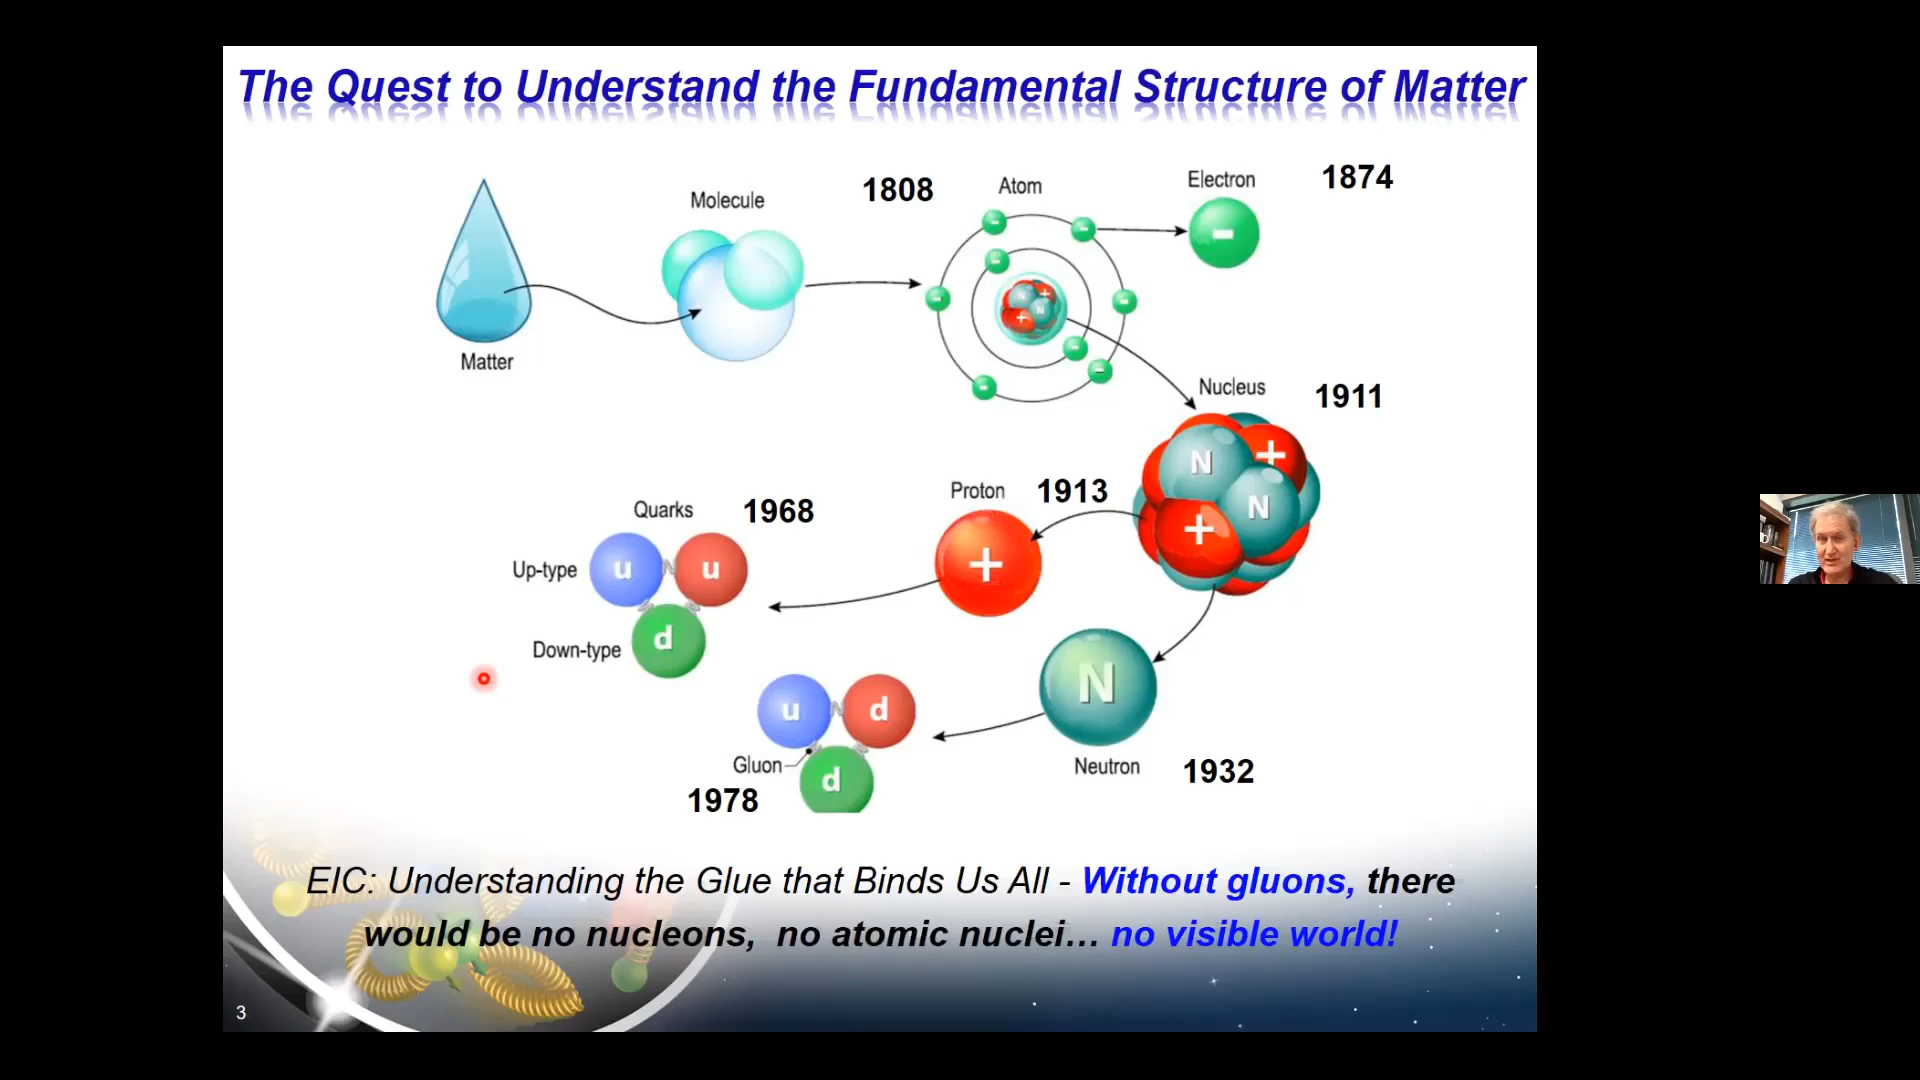 The Quest to Understand the Fundamental Structure of Matter
Matter
Molecule
1808
Atom
Electron
1874
-
-
-
-
-
-
-
-
-
N
+
+
N
Nucleus
1911
N
+
N
+
Proton
1913
+
Quarks
1968
Up-type
u
u
Down-type
d
N
Neutron
1932
u
d
Gluon
d
1978
EIC: Understanding the Glue that Binds Us All - Without gluons, there
would be no nucleons, no atomic nuclei... no visible world!
3